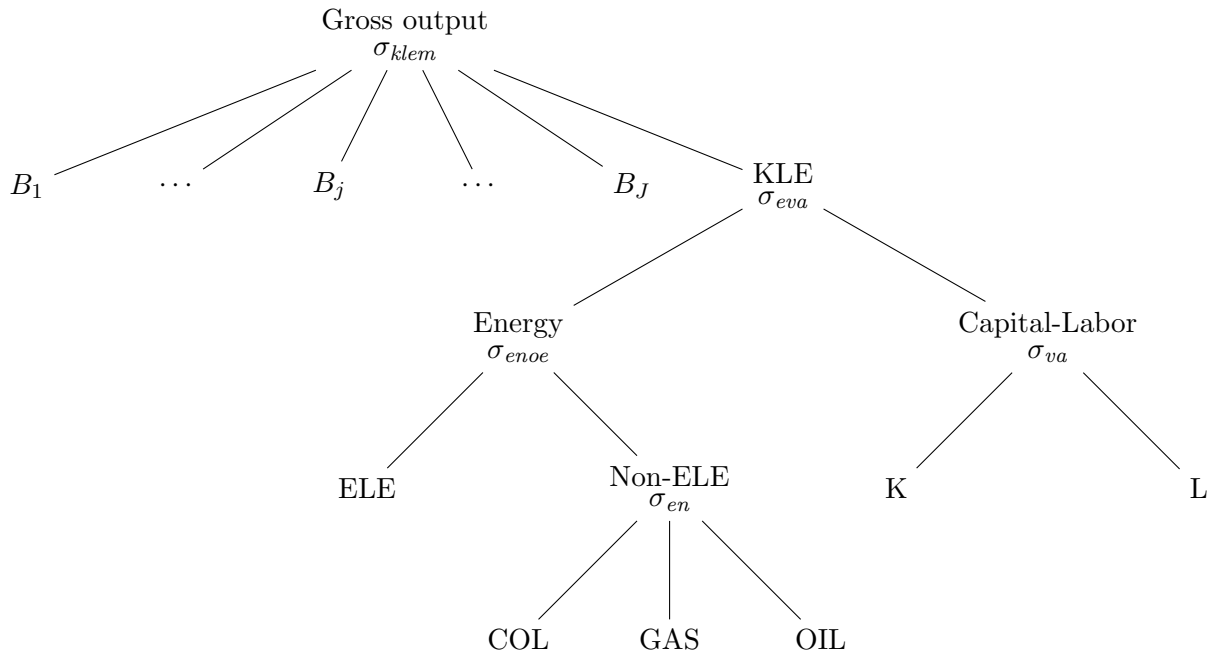 Gross output
σ_klem
B_1 ... B_j ... B_J KLE
σ_eva
Energy Capital-Labor
σ_enoe σ_va
ELE Non-ELE K L
σ_en
COL GAS OIL